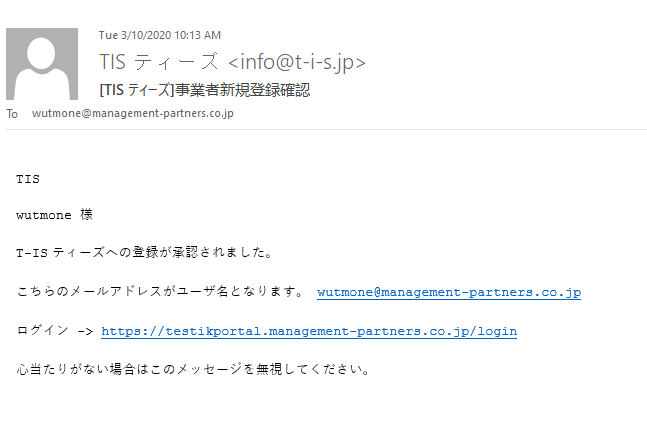 Tue 3/10/2020 10:13 AM
TIS ティーズ <info@t-i-s.jp>
[TIS ティーズ]事業者新規登録確認
To wutmone@management-partners.co.jp
TIS
wutmone 様
T-IS ティーズへの登録が承認されました。
こちらのメールアドレスがユーザ名となります。 wutmone@management-partners.co.jp
ログイン -> https://testikportal.management-partners.co.jp/login
心当たりがない場合はこのメッセージを無視してください。